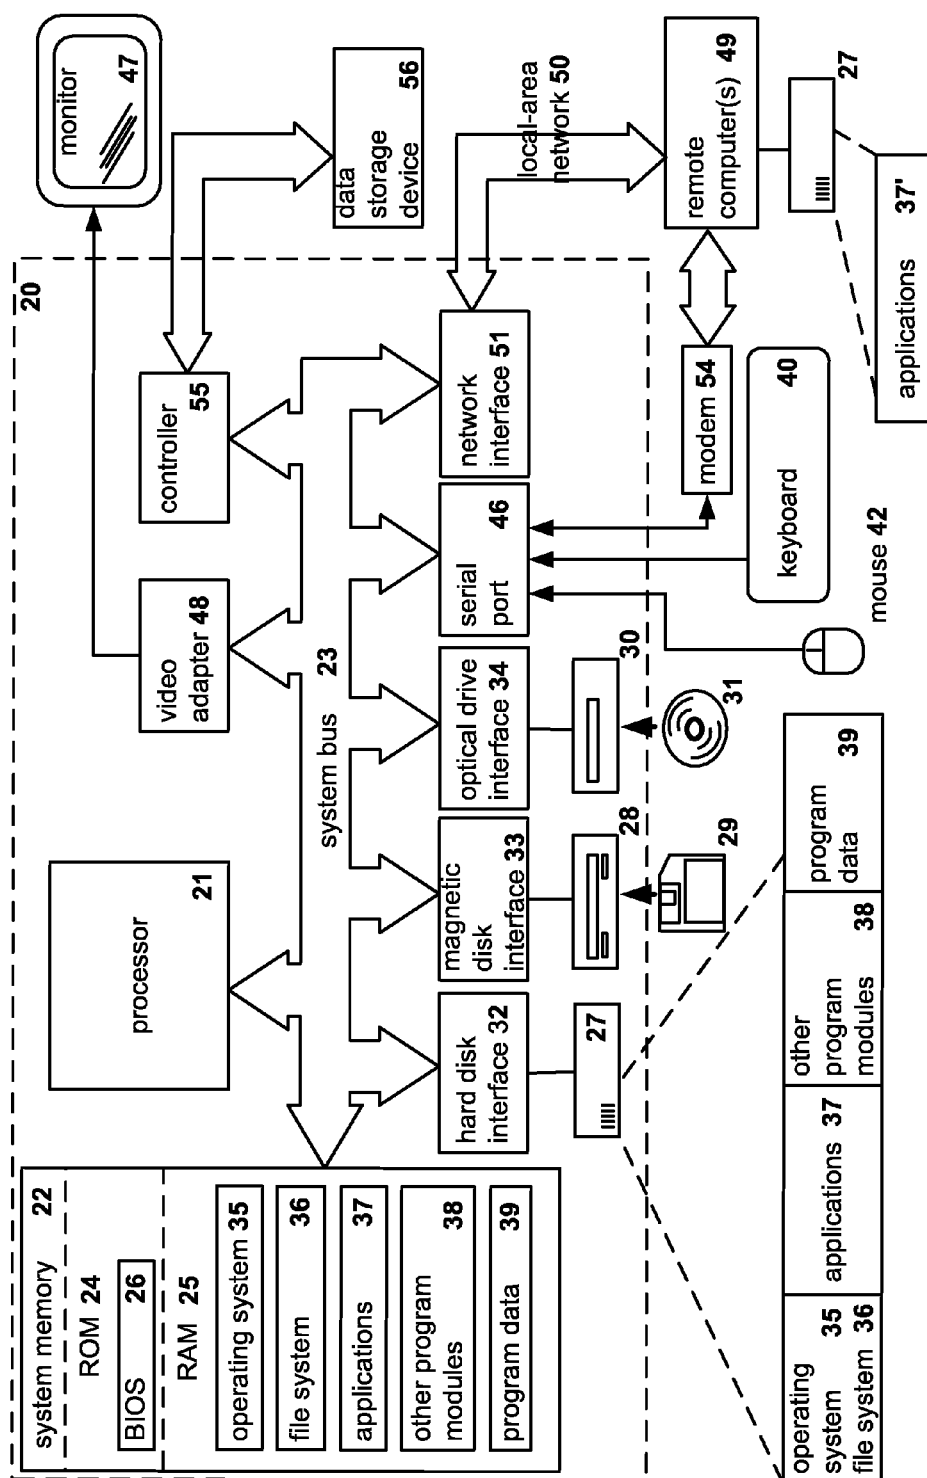 20
system memory 22
ROM 24
BIOS 26
RAM 25
operating system 35
file system 36
applications 37
other program
modules 38
program data 39
processor 21
video
adapter 48
controller 55
monitor 47
system bus 23
data
storage
device 56
hard disk
interface 32
magnetic
disk
interface 33
optical drive
interface 34
serial
port 46
network
interface 51
local-area
network 50
27
28
29
30
31
modem 54
remote
computer(s) 49
27
keyboard 40
mouse 42
applications 37'
operating
system 35
file system 36
applications 37
other
program
modules 38
program
data 39